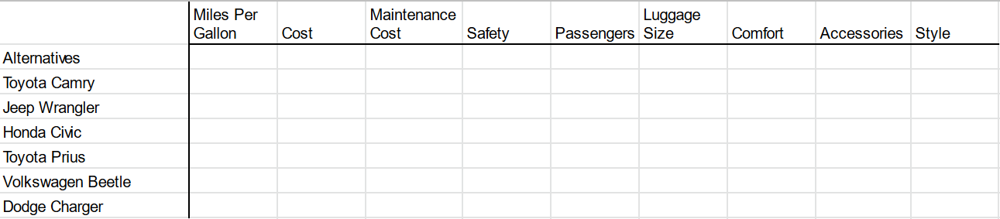 Miles Per Gallon Cost Maintenance Cost Safety Passengers Luggage Size Comfort Accessories Style
Alternatives
Toyota Camry
Jeep Wrangler
Honda Civic
Toyota Prius
Volkswagen Beetle
Dodge Charger